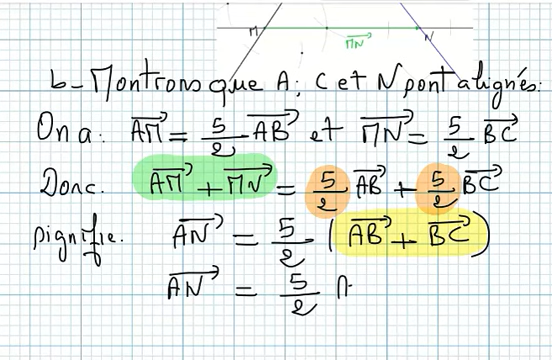 M MN N
b- Montrons que A, C et N sont alignés.
On a: AM = 5/2 AB et MN = 5/2 BC
Donc. AM + MN = 5/2 AB + 5/2 BC
signifie. AN = 5/2 (AB + BC)
AN = 5/2 A